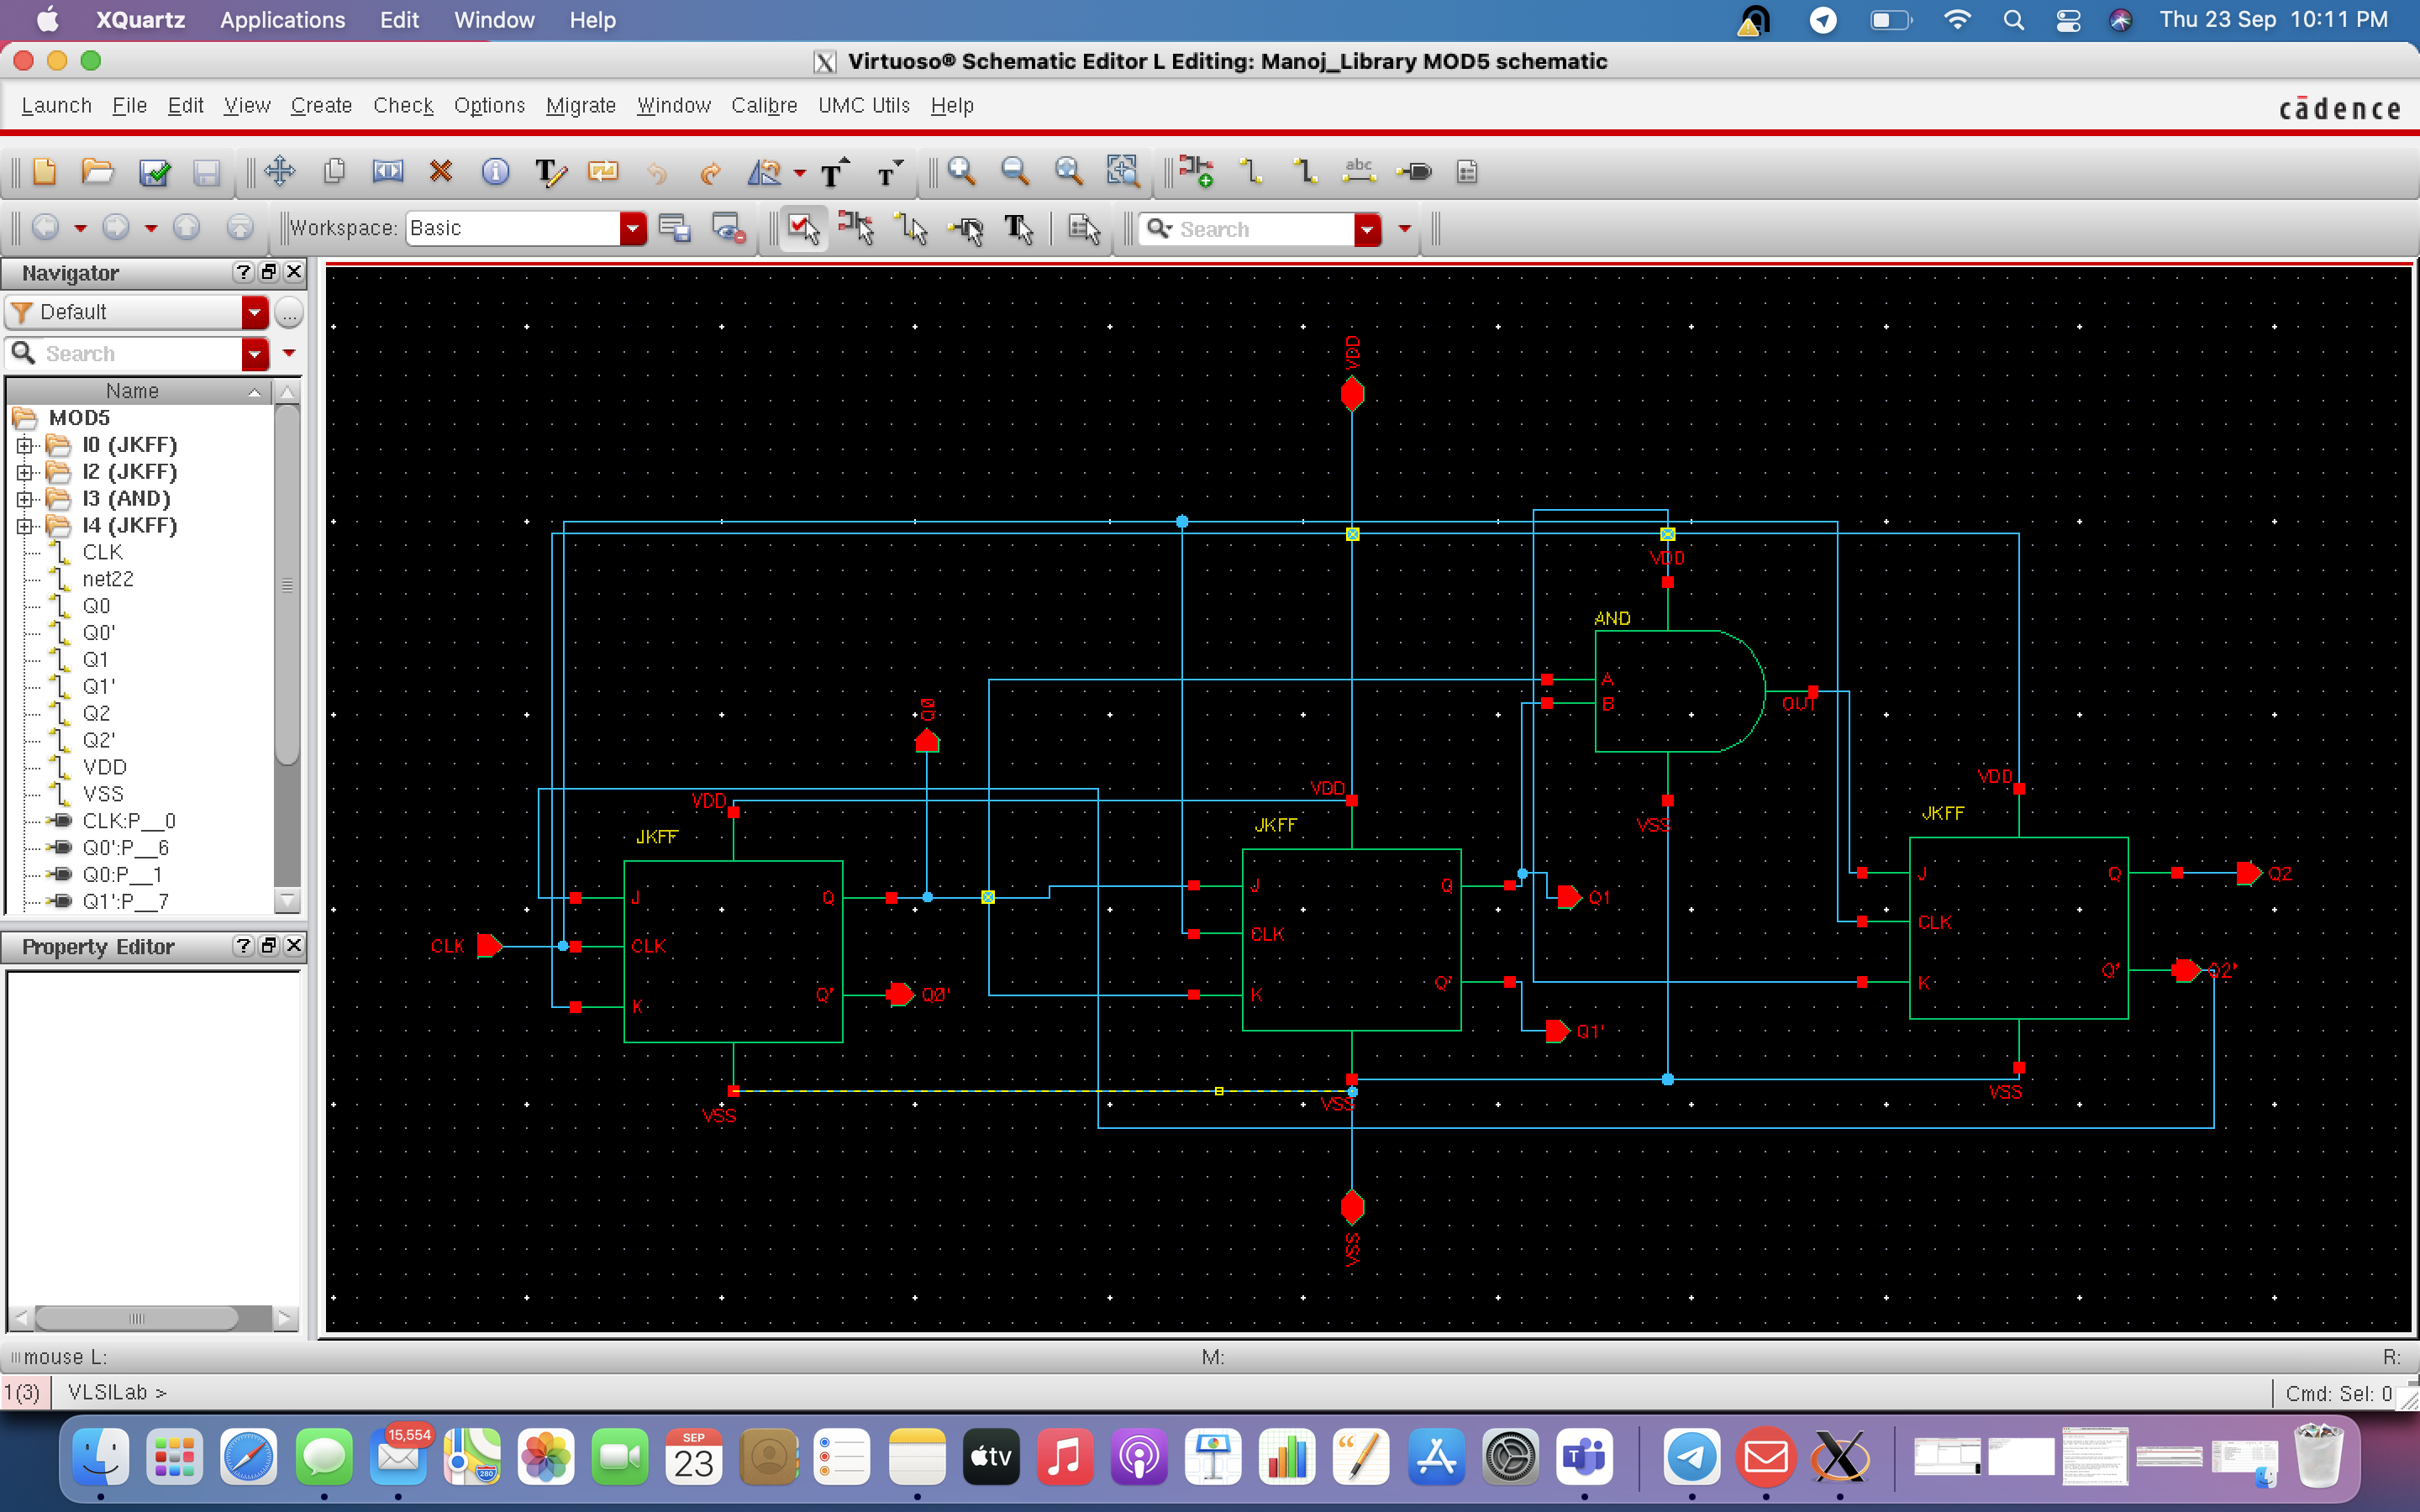 XQuartz Applications Edit Window Help
Thu 23 Sep 10:11 PM
Virtuoso® Schematic Editor L Editing: Manoj_Library MOD5 schematic
Launch File Edit View Create Check Options Migrate Window Calibre UMC Utils Help
cādence
abc
Workspace: Basic
Search
Navigator
Default
Search
Name
MOD5
I0 (JKFF)
I2 (JKFF)
I3 (AND)
I4 (JKFF)
CLK
net22
Q0
Q0'
Q1
Q1'
Q2
Q2'
VDD
VSS
CLK:P__0
Q0':P__6
Q0:P__1
Q1':P__7
Property Editor
VDD
VDD
AND
A
B
OUT
VSS
Q0
VDD
JKFF
J
Q
CLK
CLK
Q'
Q0'
K
VSS
VDD
JKFF
J
Q
Q1
CLK
Q'
K
Q1'
VSS
VDD
JKFF
J
Q
Q2
CLK
Q'
Q2'
K
VSS
VSS
mouse L: M: R:
1(3) VLSILab > Cmd: Sel: 0
15,554
280
SEP
23
tv